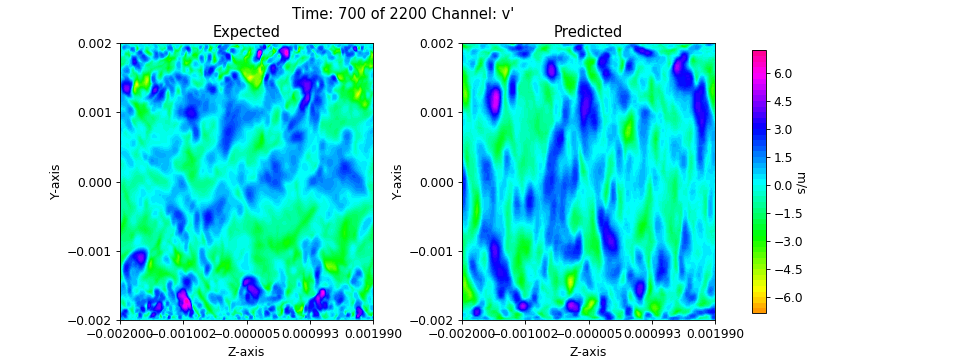 Time: 700 of 2200 Channel: v'
Expected
Predicted
0.002
0.001
0.000
−0.001
−0.002
Y-axis
−0.002000 −0.001002 −0.000005 0.000993 0.001990
Z-axis
0.002
0.001
0.000
−0.001
−0.002
Y-axis
−0.002000 −0.001002 −0.000005 0.000993 0.001990
Z-axis
6.0
4.5
3.0
1.5
0.0
−1.5
−3.0
−4.5
−6.0
m/s